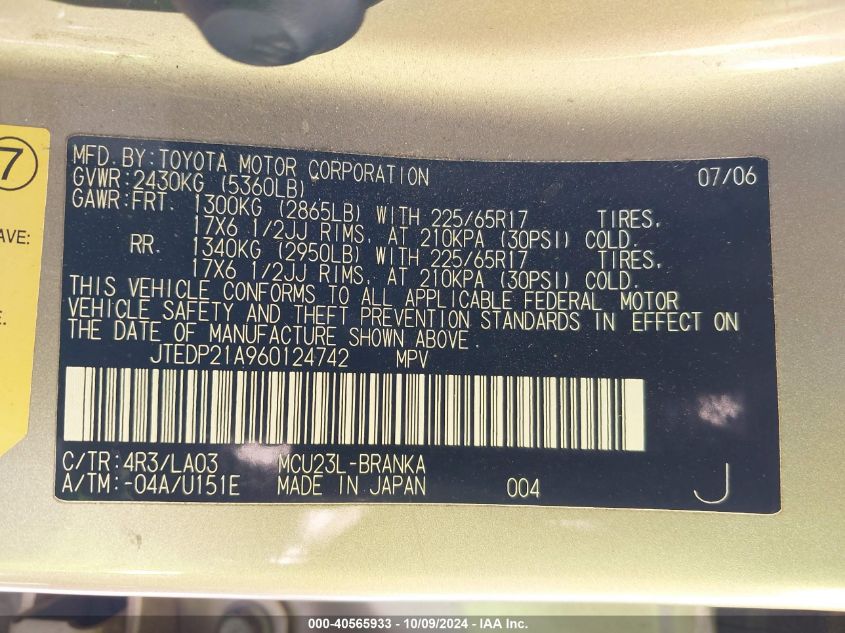 7
AVE:
E.
MFD. BY: TOYOTA MOTOR CORPORATION 07/06
GVWR: 2430KG (5360LB)
GAWR: FRT. 1300KG (2865LB) WITH 225/65R17 TIRES,
17X6 1/2JJ RIMS, AT 210KPA (30PSI) COLD.
RR. 1340KG (2950LB) WITH 225/65R17 TIRES,
17X6 1/2JJ RIMS, AT 210KPA (30PSI) COLD.
THIS VEHICLE CONFORMS TO ALL APPLICABLE FEDERAL MOTOR
VEHICLE SAFETY AND THEFT PREVENTION STANDARDS IN EFFECT ON
THE DATE OF MANUFACTURE SHOWN ABOVE.
JTEDP21A960124742 MPV
C/TR: 4R3/LA03 MCU23L-BRANKA
A/TM: -04A/U151E MADE IN JAPAN 004 J
000-40565933 - 10/09/2024 - IAA Inc.